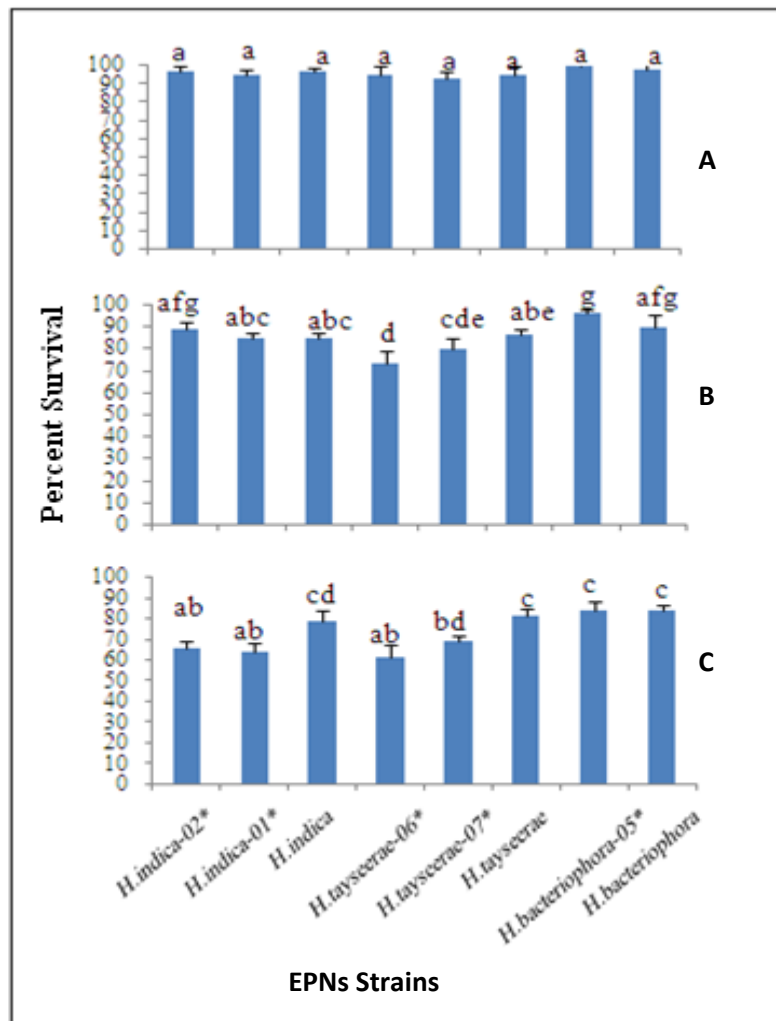 a a a a a a a a
100
90
80
70
60
50
40
30
20
10
0
A
afg abc abc d cde abe g afg
100
90
80
70
60
50
40
30
20
10
0
B
Percent Survival
ab ab cd ab bd c c c
100
90
80
70
60
50
40
30
20
10
0
C
H.indica-02*
H.indica-01*
H.indica
H.tayseerae-06*
H.tayseerae-07*
H.tayseerae
H.bacteriophora-05*
H.bacteriophora
EPNs Strains